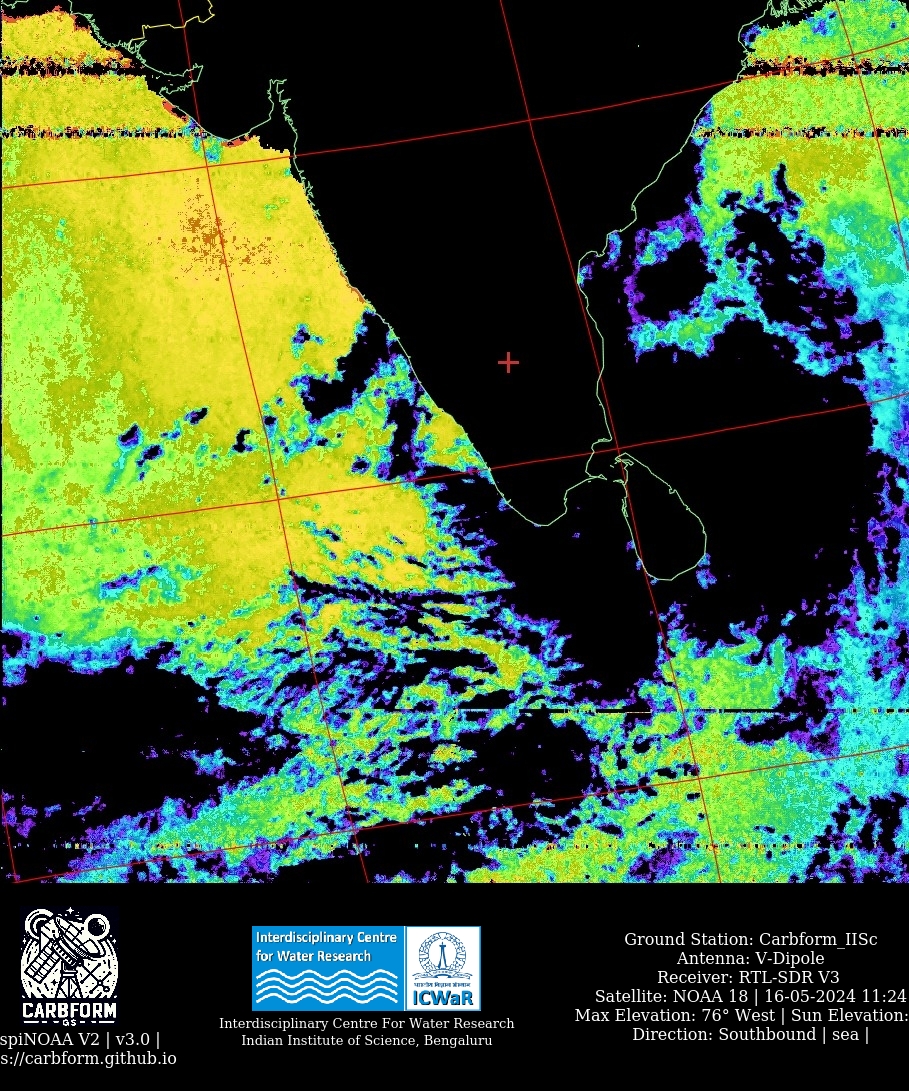 CARBFORM
GS
spiNOAA V2 | v3.0 |
s://carbform.github.io
Interdisciplinary Centre
for Water Research
ICWaR
Interdisciplinary Centre For Water Research
Indian Institute of Science, Bengaluru
Ground Station: Carbform_IISc
Antenna: V-Dipole
Receiver: RTL-SDR V3
Satellite: NOAA 18 | 16-05-2024 11:24
Max Elevation: 76° West | Sun Elevation:
Direction: Southbound | sea |